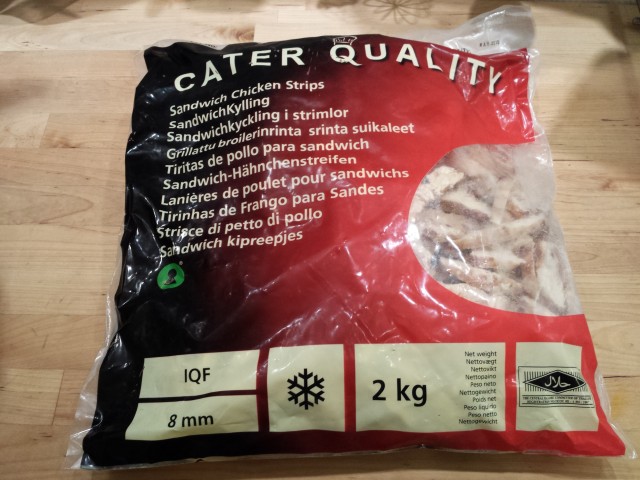 CATER QUALITY
Sandwich Chicken Strips
SandwichKylling
Sandwichkyckling i strimlor
Grillattu broilerinrinta srinta suikaleet
Tiritas de pollo para sandwich
Sandwich-Hähnchenstreifen
Lanières de poulet pour sandwichs
Tirinhas de Frango para Sandes
Strisce di petto di pollo
Sandwich kipreepjes
IQF
8 mm
2 kg
Net weight
Nettovægt
Nettovikt
Nettopaino
Peso neto
Nettogewicht
Poids net
Peso líquido
Peso netto
Nettogewicht
حلال